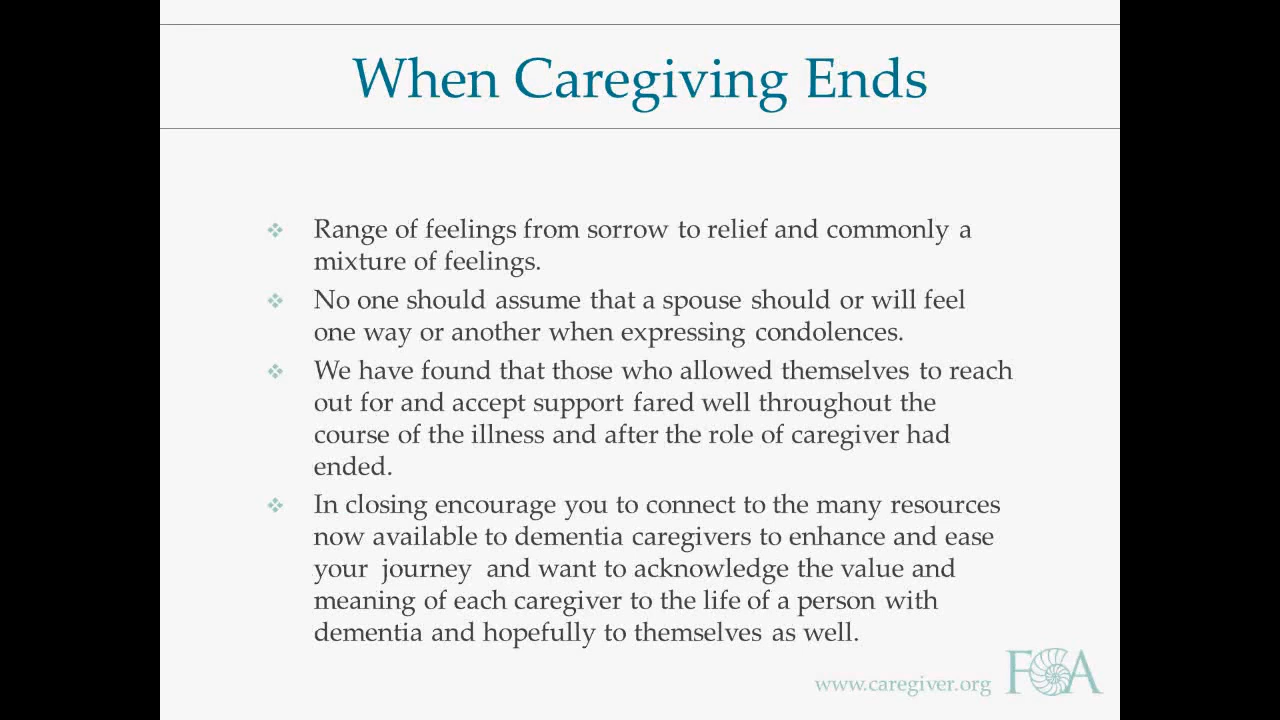 When Caregiving Ends
Range of feelings from sorrow to relief and commonly a
mixture of feelings.
No one should assume that a spouse should or will feel
one way or another when expressing condolences.
We have found that those who allowed themselves to reach
out for and accept support fared well throughout the
course of the illness and after the role of caregiver had
ended.
In closing encourage you to connect to the many resources
now available to dementia caregivers to enhance and ease
your  journey  and want to acknowledge the value and
meaning of each caregiver to the life of a person with
dementia and hopefully to themselves as well.
www.caregiver.org FCA